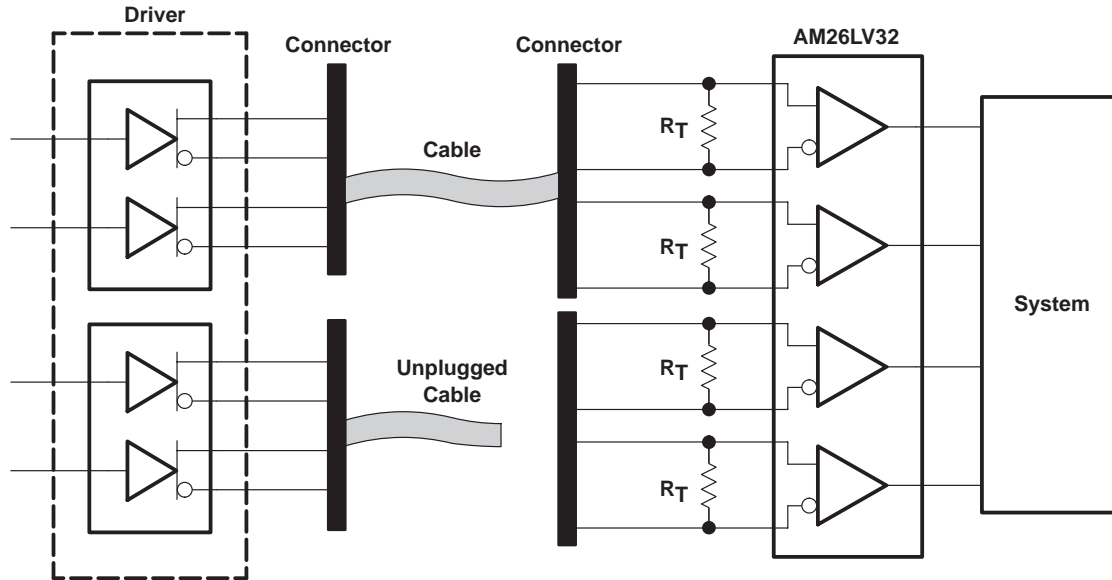 Driver
Connector
Connector
AM26LV32
Cable
RT
RT
System
Unplugged
Cable
RT
RT